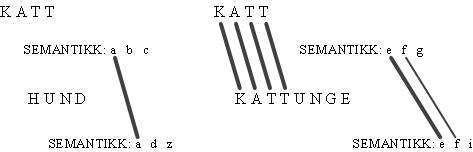 KATT
SEMANTIKK: a b c
HUND
SEMANTIKK: a d z
KATT
SEMANTIKK: e f g
KATTUNGE
SEMANTIKK: e f i